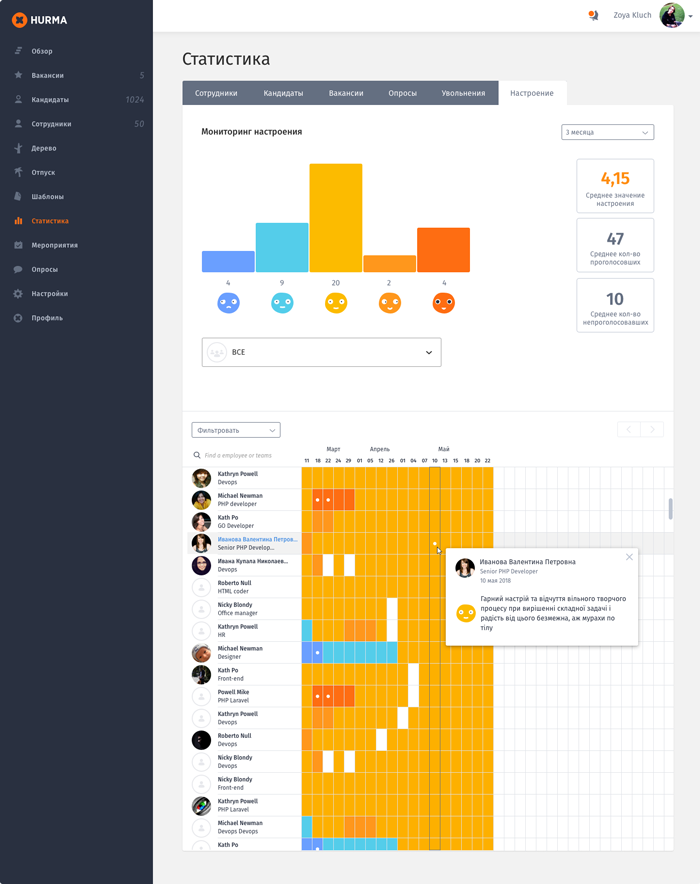 HURMA
Zoya Kluch
Обзор
Вакансии 5
Кандидаты 1024
Сотрудники 50
Дерево
Отпуск
Шаблоны
Статистика
Мероприятия
Опросы
Настройки
Профиль
Статистика
Сотрудники Кандидаты Вакансии Опросы Увольнения Настроение
Мониторинг настроения
3 месяца
4,15
Среднее значение
настроения
47
Среднее кол-во
проголосовших
10
Среднее кол-во
непроголосовавших
4 9 20 2 4
ВСЕ
Фильтровать
Март Апрель Май
Find a employee or teams
11 18 22 24 29 01 05 12 26 01 04 07 10 13 15 20 22
Kathryn Powell
Devops
Michael Newman
PHP developer
Kath Po
GO Developer
Иванова Валентина Петров...
Senior PHP Develop...
Ивана Купала Николаев...
Devops
Roberto Null
HTML coder
Nicky Blondy
Office manager
Kathryn Powell
HR
Michael Newman
Designer
Kath Po
Front-end
Powell Mike
PHP Laravel
Kathryn Powell
Devops
Roberto Null
Devops
Nicky Blondy
Devops
Nicky Blondy
Front-end
Kathryn Powell
PHP Laravel
Michael Newman
Devops Devops
Kath Po
Иванова Валентина Петровна
Senior PHP Developer
10 мая 2018
Гарний настрій та відчуття вільного творчого
процесу при вирішенні складної задачі і
радість від цього безмежна, аж мурахи по
тілу